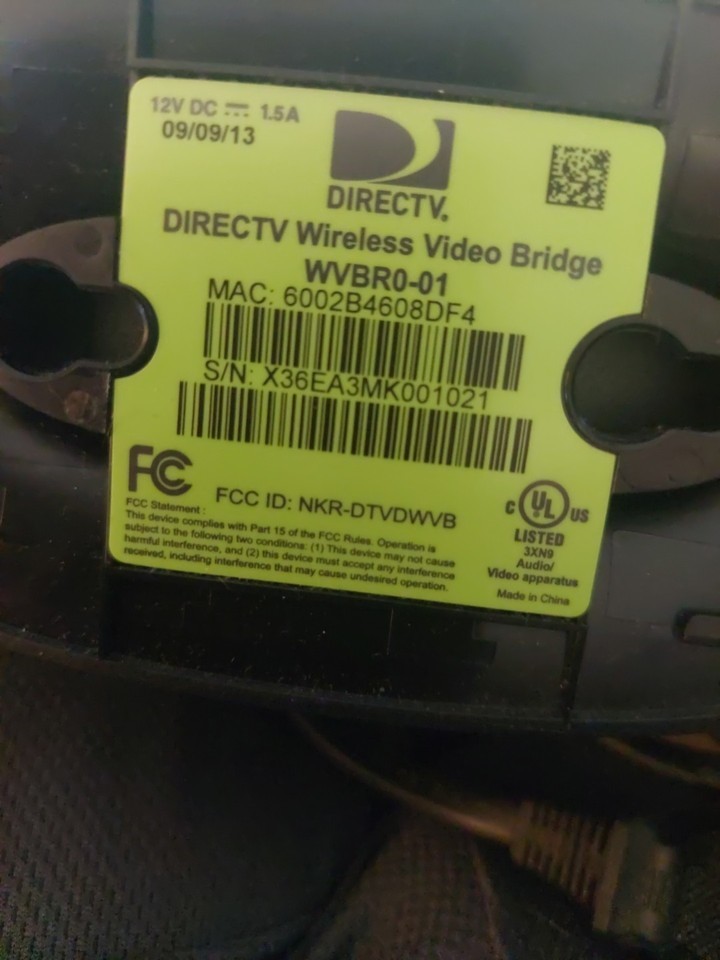 12V DC ⎓ 1.5A
09/09/13
DIRECTV.
DIRECTV Wireless Video Bridge
WVBR0-01
MAC: 6002B4608DF4
S/N: X36EA3MK001021
FC
FCC ID: NKR-DTVDWVB
FCC Statement :
This device complies with Part 15 of the FCC Rules. Operation is
subject to the following two conditions: (1) This device may not cause
harmful interference, and (2) this device must accept any interference
received, including interference that may cause undesired operation.
C UL US
LISTED
3XN9
Audio/
Video apparatus
Made in China